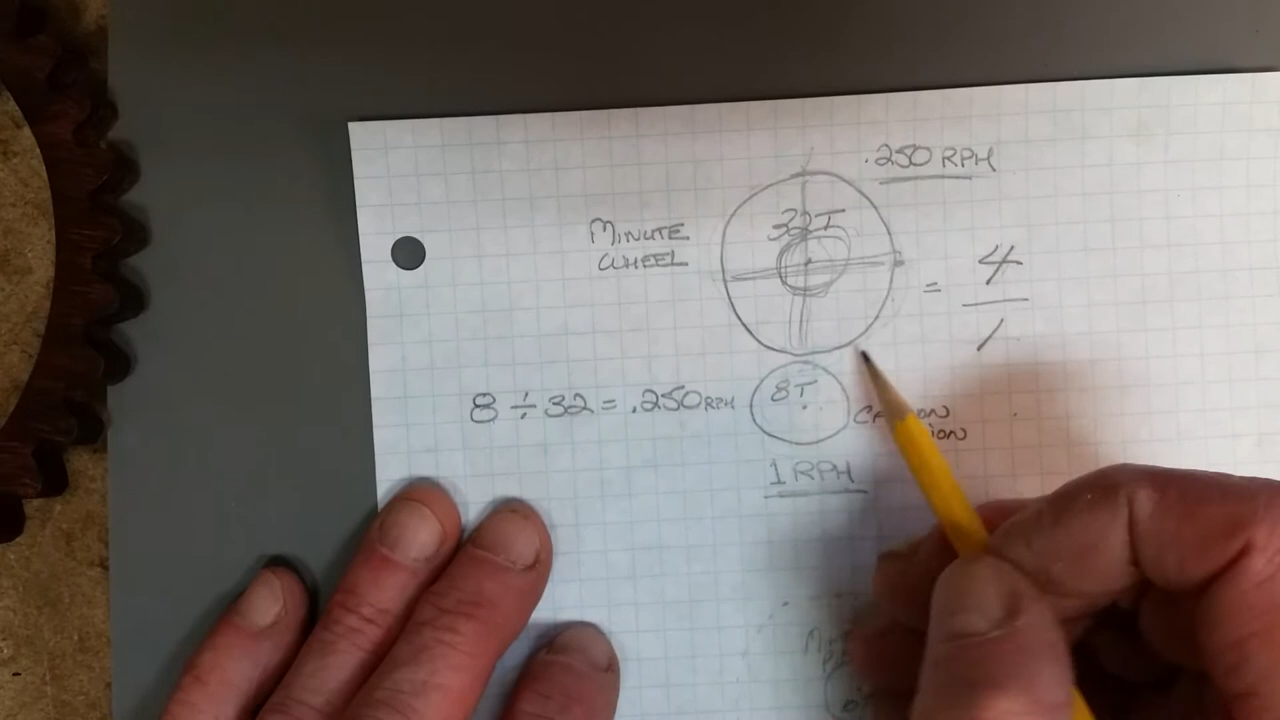 .250 RPH
32T
MINUTE
WHEEL
= 4/1
8 ÷ 32 = .250 RPH
8T
1 RPH